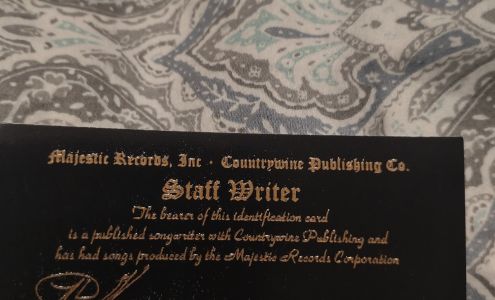 Majestic Records, Inc · Countrywine Publishing Co.
Staff Writer
The bearer of this identification card
is a published songwriter with Countrywine Publishing and
has had songs produced by the Majestic Records Corporation